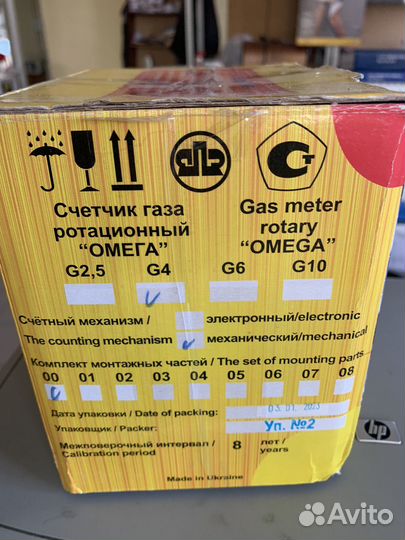 Счетчик газа
ротационный
“ОМЕГА”
Gas meter
rotary
“OMEGA”
G2,5 G4 G6 G10
Счётный механизм / электронный/electronic
The counting mechanism механический/mechanical
Комплект монтажных частей / The set of mounting parts
00 01 02 03 04 05 06 07 08
Дата упаковки / Date of packing: 03.01.2023
Упаковщик / Packer: Уп. №2
Межповерочный интервал / 8 лет /
Calibration period years
Made in Ukraine
hp
Avito